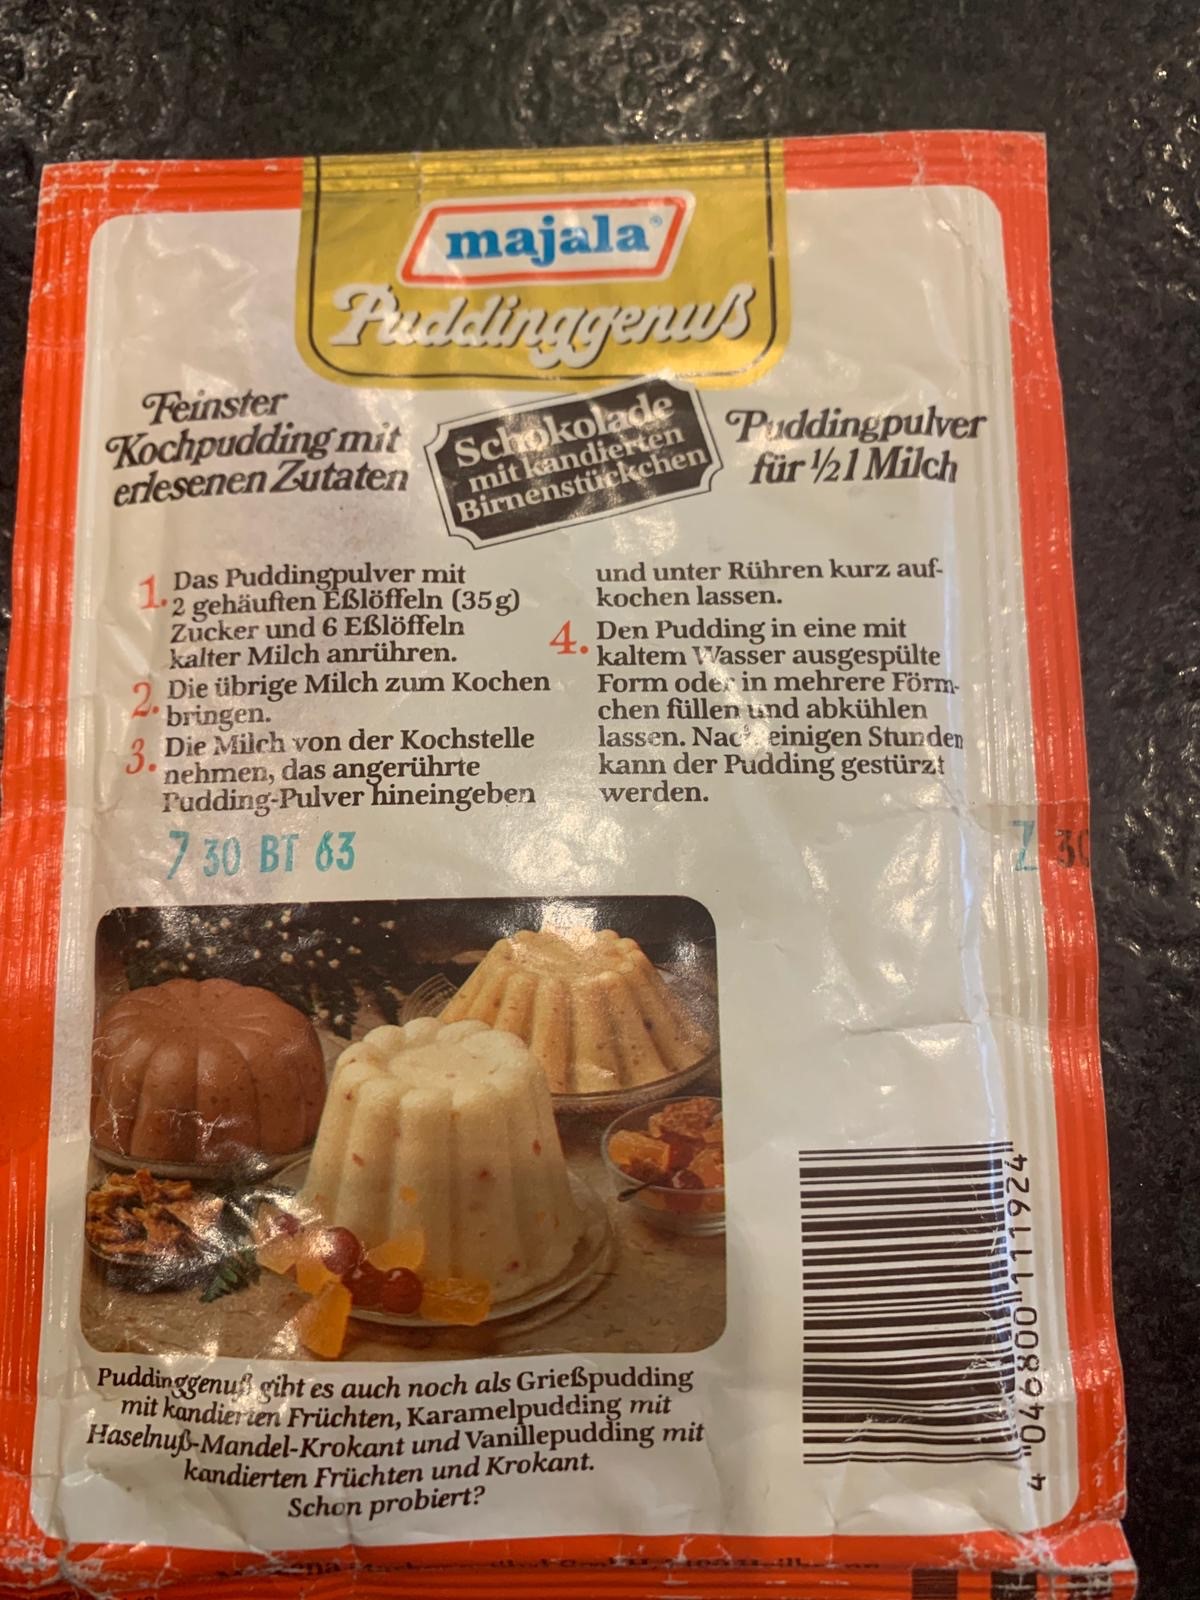 majala®
Puddinggenuß
Feinster
Kochpudding mit
erlesenen Zutaten
Schokolade
mit kandierten
Birnenstückchen
Puddingpulver
für ½ l Milch
1. Das Puddingpulver mit
2 gehäuften Eßlöffeln (35 g)
Zucker und 6 Eßlöffeln
kalter Milch anrühren.
2. Die übrige Milch zum Kochen
bringen.
3. Die Milch von der Kochstelle
nehmen, das angerührte
Pudding-Pulver hineingeben
und unter Rühren kurz auf-
kochen lassen.
4. Den Pudding in eine mit
kaltem Wasser ausgespülte
Form oder in mehrere Förm-
chen füllen und abkühlen
lassen. Nach einigen Stunden
kann der Pudding gestürzt
werden.
7 30 BT 63
Z 30
Puddinggenuß gibt es auch noch als Grießpudding
mit kandierten Früchten, Karamelpudding mit
Haselnuß-Mandel-Krokant und Vanillepudding mit
kandierten Früchten und Krokant.
Schon probiert?
4 046800 111924